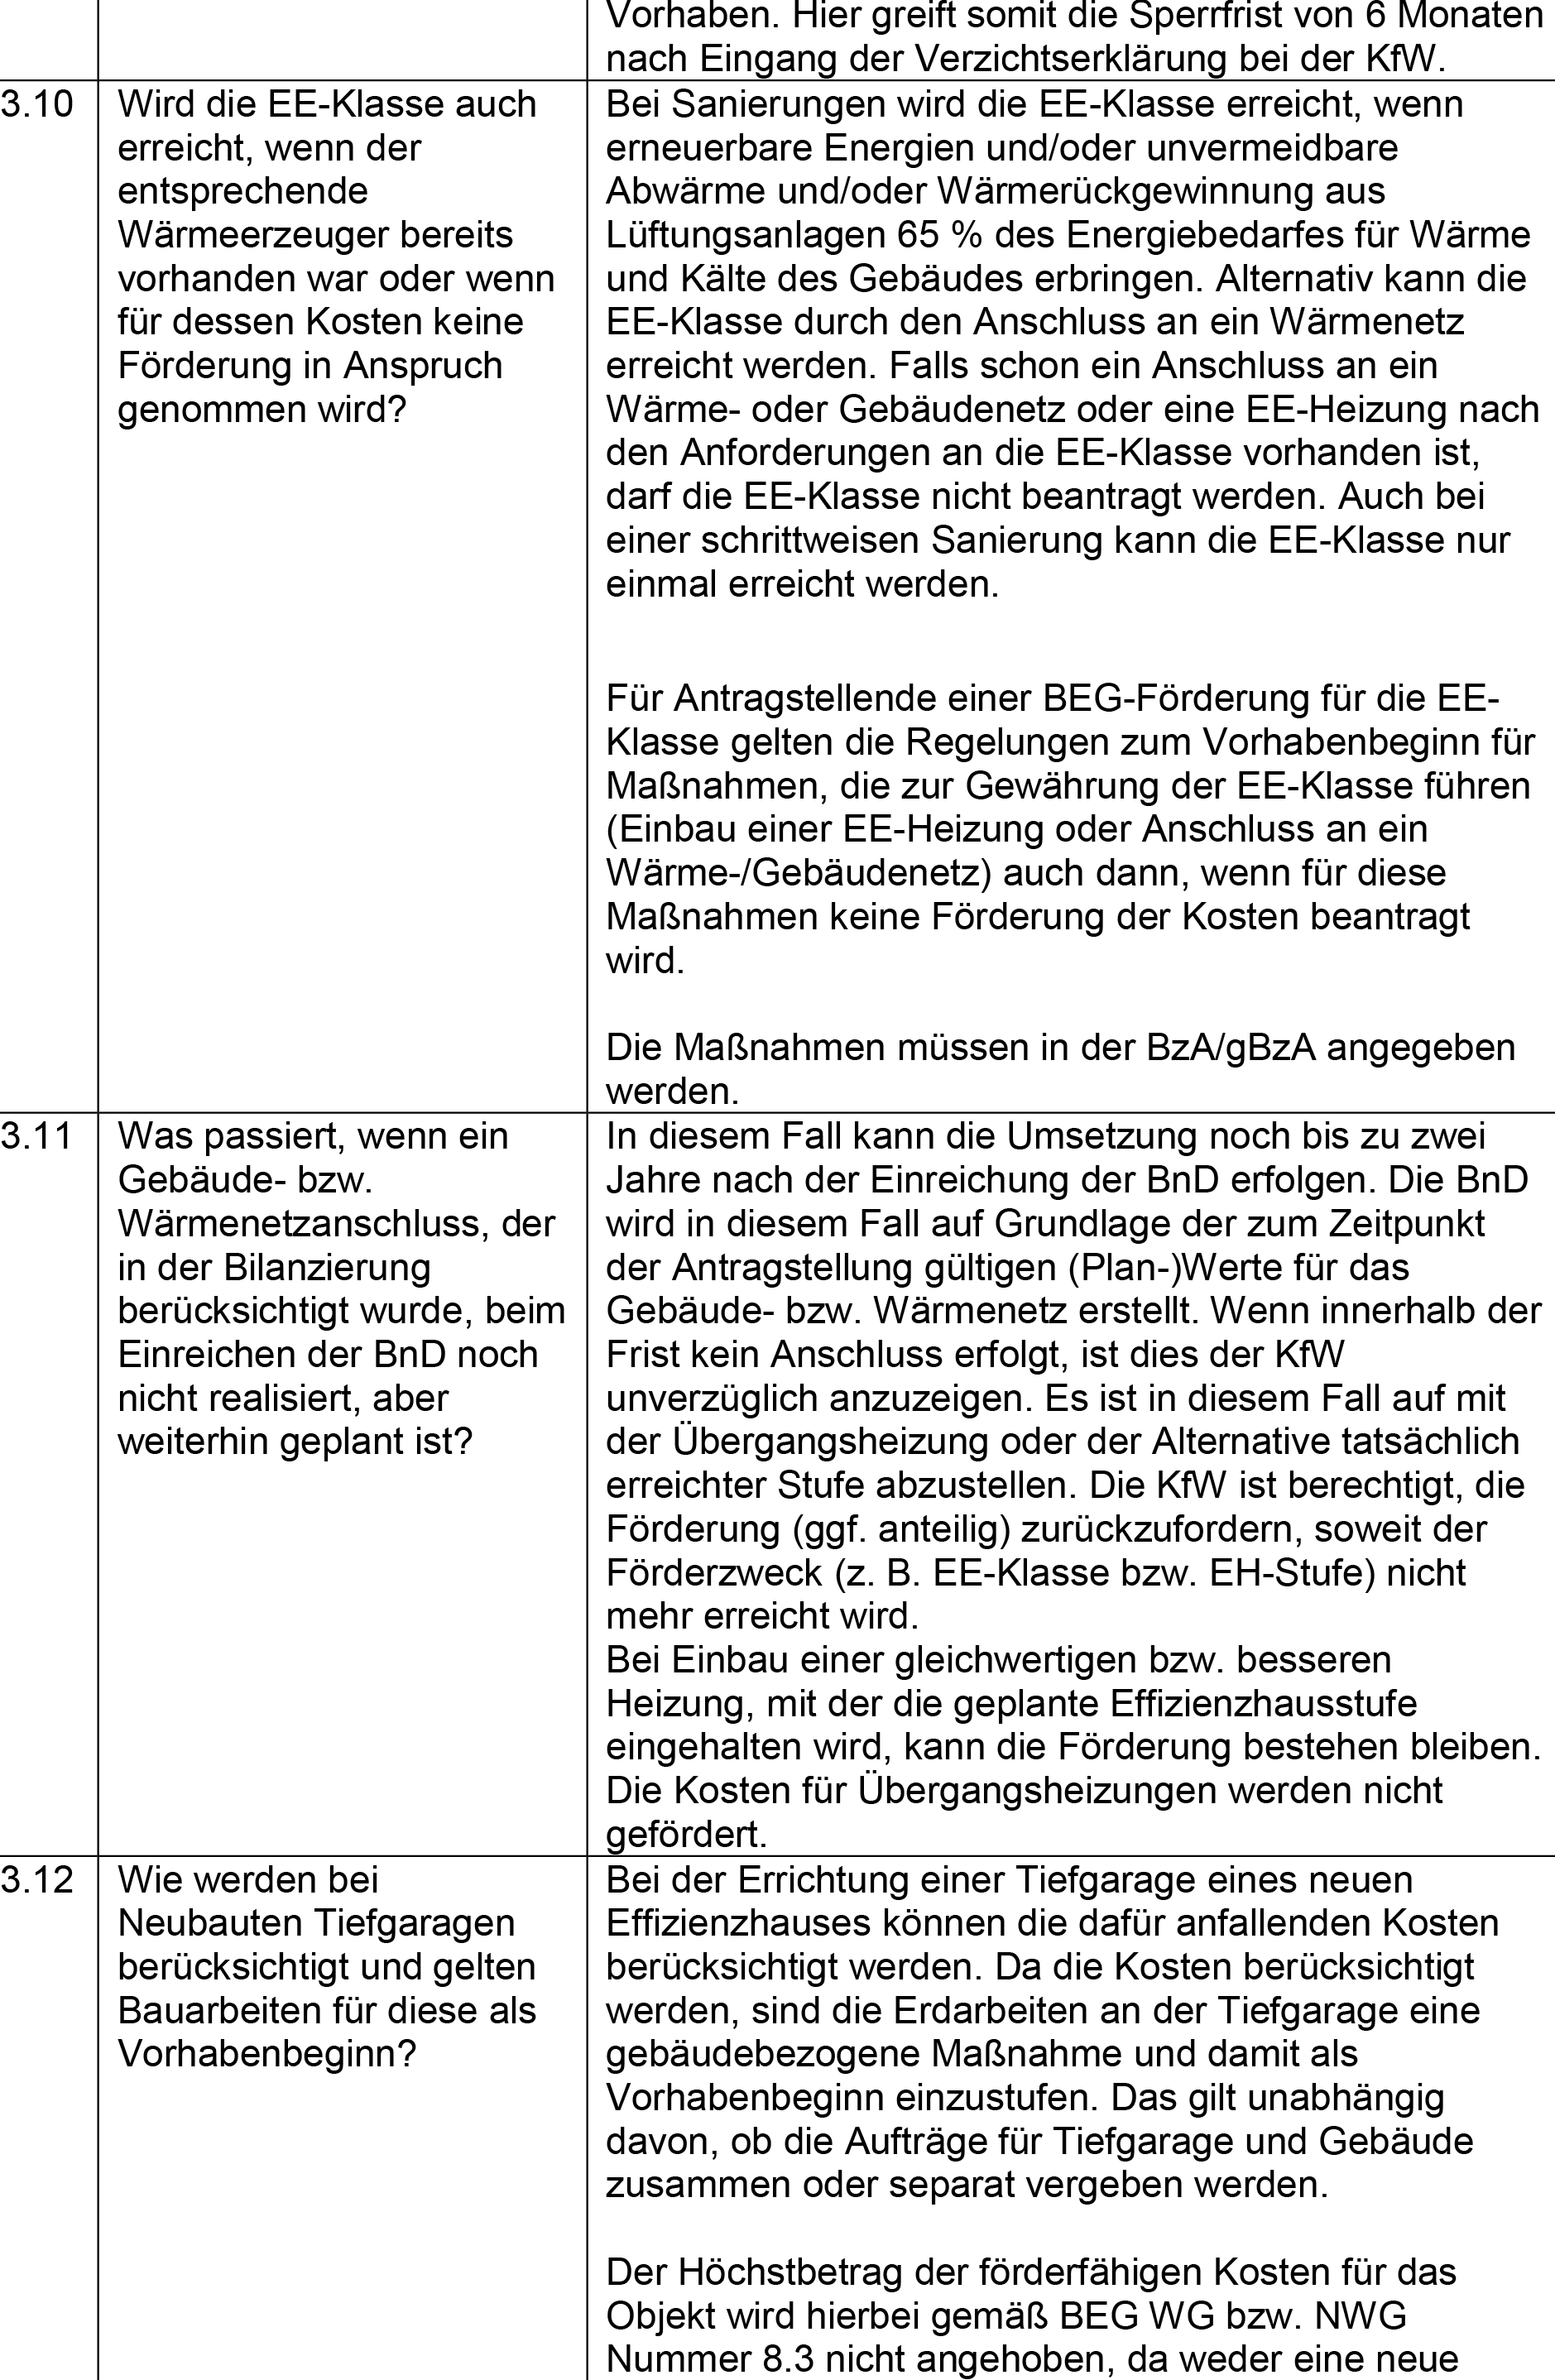 Vorhaben. Hier greift somit die Sperrfrist von 6 Monaten
nach Eingang der Verzichtserklärung bei der KfW.
3.10
Wird die EE-Klasse auch
erreicht, wenn der
entsprechende
Wärmeerzeuger bereits
vorhanden war oder wenn
für dessen Kosten keine
Förderung in Anspruch
genommen wird?
Bei Sanierungen wird die EE-Klasse erreicht, wenn
erneuerbare Energien und/oder unvermeidbare
Abwärme und/oder Wärmerückgewinnung aus
Lüftungsanlagen 65 % des Energiebedarfes für Wärme
und Kälte des Gebäudes erbringen. Alternativ kann die
EE-Klasse durch den Anschluss an ein Wärmenetz
erreicht werden. Falls schon ein Anschluss an ein
Wärme- oder Gebäudenetz oder eine EE-Heizung nach
den Anforderungen an die EE-Klasse vorhanden ist,
darf die EE-Klasse nicht beantragt werden. Auch bei
einer schrittweisen Sanierung kann die EE-Klasse nur
einmal erreicht werden.
Für Antragstellende einer BEG-Förderung für die EE-
Klasse gelten die Regelungen zum Vorhabenbeginn für
Maßnahmen, die zur Gewährung der EE-Klasse führen
(Einbau einer EE-Heizung oder Anschluss an ein
Wärme-/Gebäudenetz) auch dann, wenn für diese
Maßnahmen keine Förderung der Kosten beantragt
wird.
Die Maßnahmen müssen in der BzA/gBzA angegeben
werden.
3.11
Was passiert, wenn ein
Gebäude- bzw.
Wärmenetzanschluss, der
in der Bilanzierung
berücksichtigt wurde, beim
Einreichen der BnD noch
nicht realisiert, aber
weiterhin geplant ist?
In diesem Fall kann die Umsetzung noch bis zu zwei
Jahre nach der Einreichung der BnD erfolgen. Die BnD
wird in diesem Fall auf Grundlage der zum Zeitpunkt
der Antragstellung gültigen (Plan-)Werte für das
Gebäude- bzw. Wärmenetz erstellt. Wenn innerhalb der
Frist kein Anschluss erfolgt, ist dies der KfW
unverzüglich anzuzeigen. Es ist in diesem Fall auf mit
der Übergangsheizung oder der Alternative tatsächlich
erreichter Stufe abzustellen. Die KfW ist berechtigt, die
Förderung (ggf. anteilig) zurückzufordern, soweit der
Förderzweck (z. B. EE-Klasse bzw. EH-Stufe) nicht
mehr erreicht wird.
Bei Einbau einer gleichwertigen bzw. besseren
Heizung, mit der die geplante Effizienzhausstufe
eingehalten wird, kann die Förderung bestehen bleiben.
Die Kosten für Übergangsheizungen werden nicht
gefördert.
3.12
Wie werden bei
Neubauten Tiefgaragen
berücksichtigt und gelten
Bauarbeiten für diese als
Vorhabenbeginn?
Bei der Errichtung einer Tiefgarage eines neuen
Effizienzhauses können die dafür anfallenden Kosten
berücksichtigt werden. Da die Kosten berücksichtigt
werden, sind die Erdarbeiten an der Tiefgarage eine
gebäudebezogene Maßnahme und damit als
Vorhabenbeginn einzustufen. Das gilt unabhängig
davon, ob die Aufträge für Tiefgarage und Gebäude
zusammen oder separat vergeben werden.
Der Höchstbetrag der förderfähigen Kosten für das
Objekt wird hierbei gemäß BEG WG bzw. NWG
Nummer 8.3 nicht angehoben, da weder eine neue